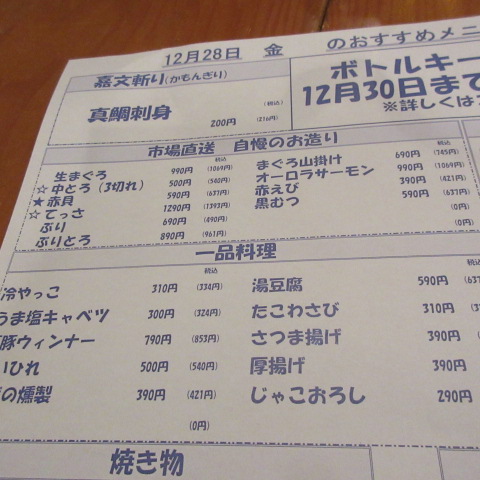 12月28日 金 のおすすめメニ
嘉文斬り(かもんぎり)
(税込)
真鯛刺身 200円 (216円)
ボトルキー
12月30日まで
※詳しくは
市場直送 自慢のお造り
税込
生まぐろ 990円 (1069円)
☆中とろ(3切れ) 500円 (540円)
★赤貝 590円 (637円)
☆てっさ 1290円 (1393円)
ぶり 690円 (490円)
ぶりとろ 890円 (961円)
税込
まぐろ山掛け 690円 (745円)
オーロラサーモン 990円 (1069円)
赤えび 390円 (421円)
黒むつ 590円 (637円)
(0円)
(0円)
一品料理
税込
冷やっこ 310円 (334円)
うま塩キャベツ 300円 (324円)
豚ウィンナー 790円 (853円)
いひれ 500円 (540円)
の燻製 390円 (421円)
(0円)
税込
湯豆腐 590円 (637
たこわさび 310円
さつま揚げ 390円
厚揚げ 390円
じゃこおろし 290円
焼き物